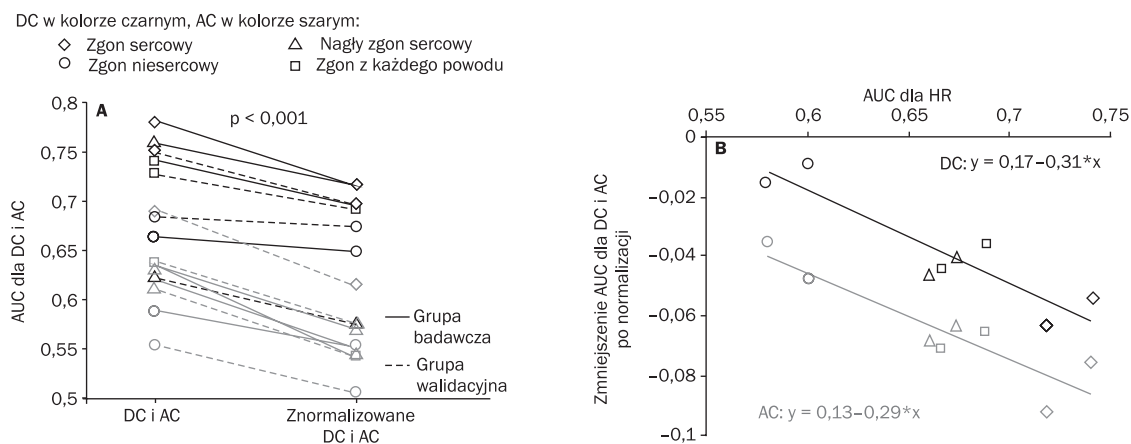 DC w kolorze czarnym, AC w kolorze szarym:
Zgon sercowy
Nagły zgon sercowy
Zgon niesercowy
Zgon z każdego powodu
A
p < 0,001
0,8
0,75
0,7
0,65
0,6
0,55
0,5
AUC dla DC i AC
Grupa
badawcza
Grupa
walidacyjna
DC i AC
Znormalizowane
DC i AC
AUC dla HR
0,55
0,6
0,65
0,7
0,75
B
DC: y = 0,17–0,31*x
0
–0,02
–0,04
–0,06
–0,08
–0,1
Zmniejszenie AUC dla DC i AC
po normalizacji
AC: y = 0,13–0,29*x